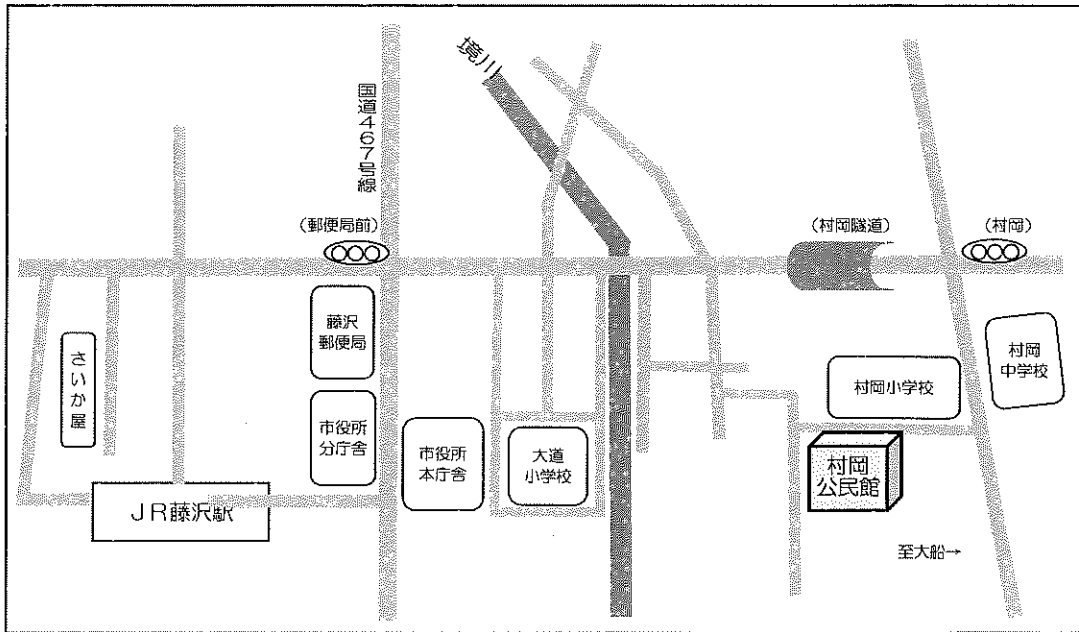 境川
国道467号線
（郵便局前）
（村岡隧道）
（村岡）
藤沢
郵便局
さいか屋
市役所
分庁舎
市役所
本庁舎
大道
小学校
村岡小学校
村岡
中学校
村岡
公民館
JR藤沢駅
至大船→